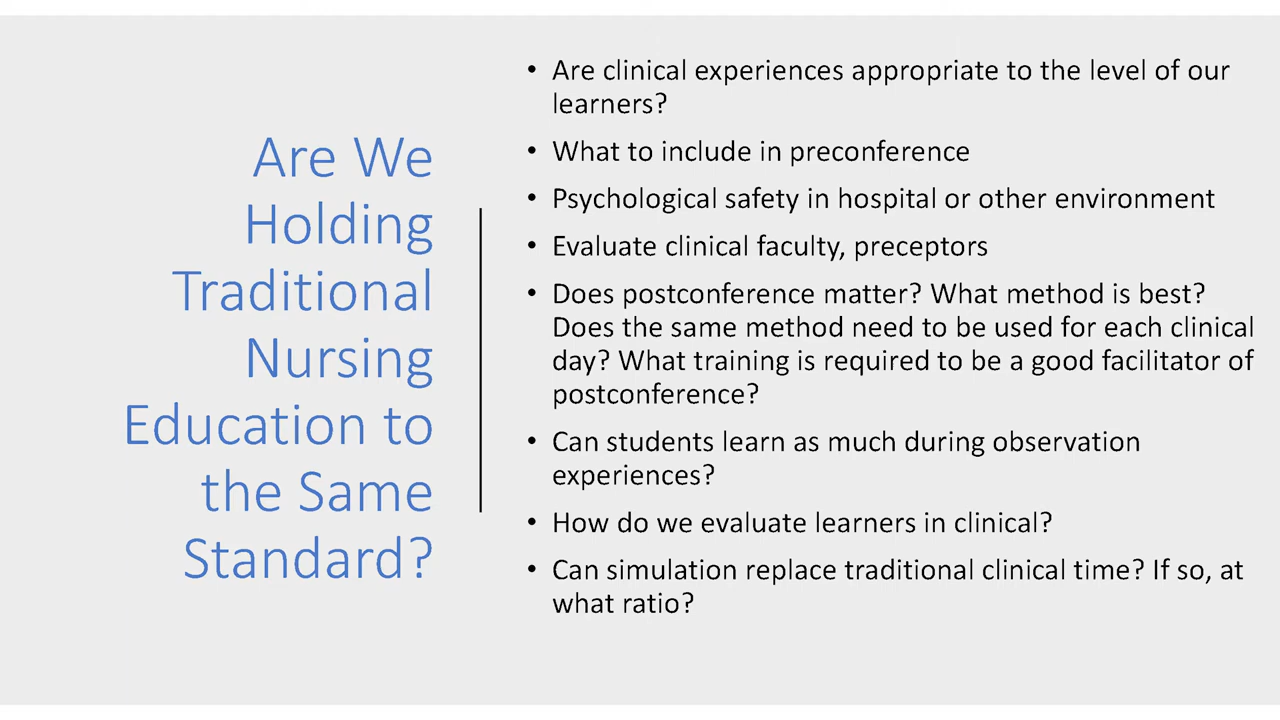 Are We
Holding
Traditional
Nursing
Education to
the Same
Standard?
• Are clinical experiences appropriate to the level of our
learners?
• What to include in preconference
• Psychological safety in hospital or other environment
• Evaluate clinical faculty, preceptors
• Does postconference matter? What method is best?
Does the same method need to be used for each clinical
day? What training is required to be a good facilitator of
postconference?
• Can students learn as much during observation
experiences?
• How do we evaluate learners in clinical?
• Can simulation replace traditional clinical time? If so, at
what ratio?